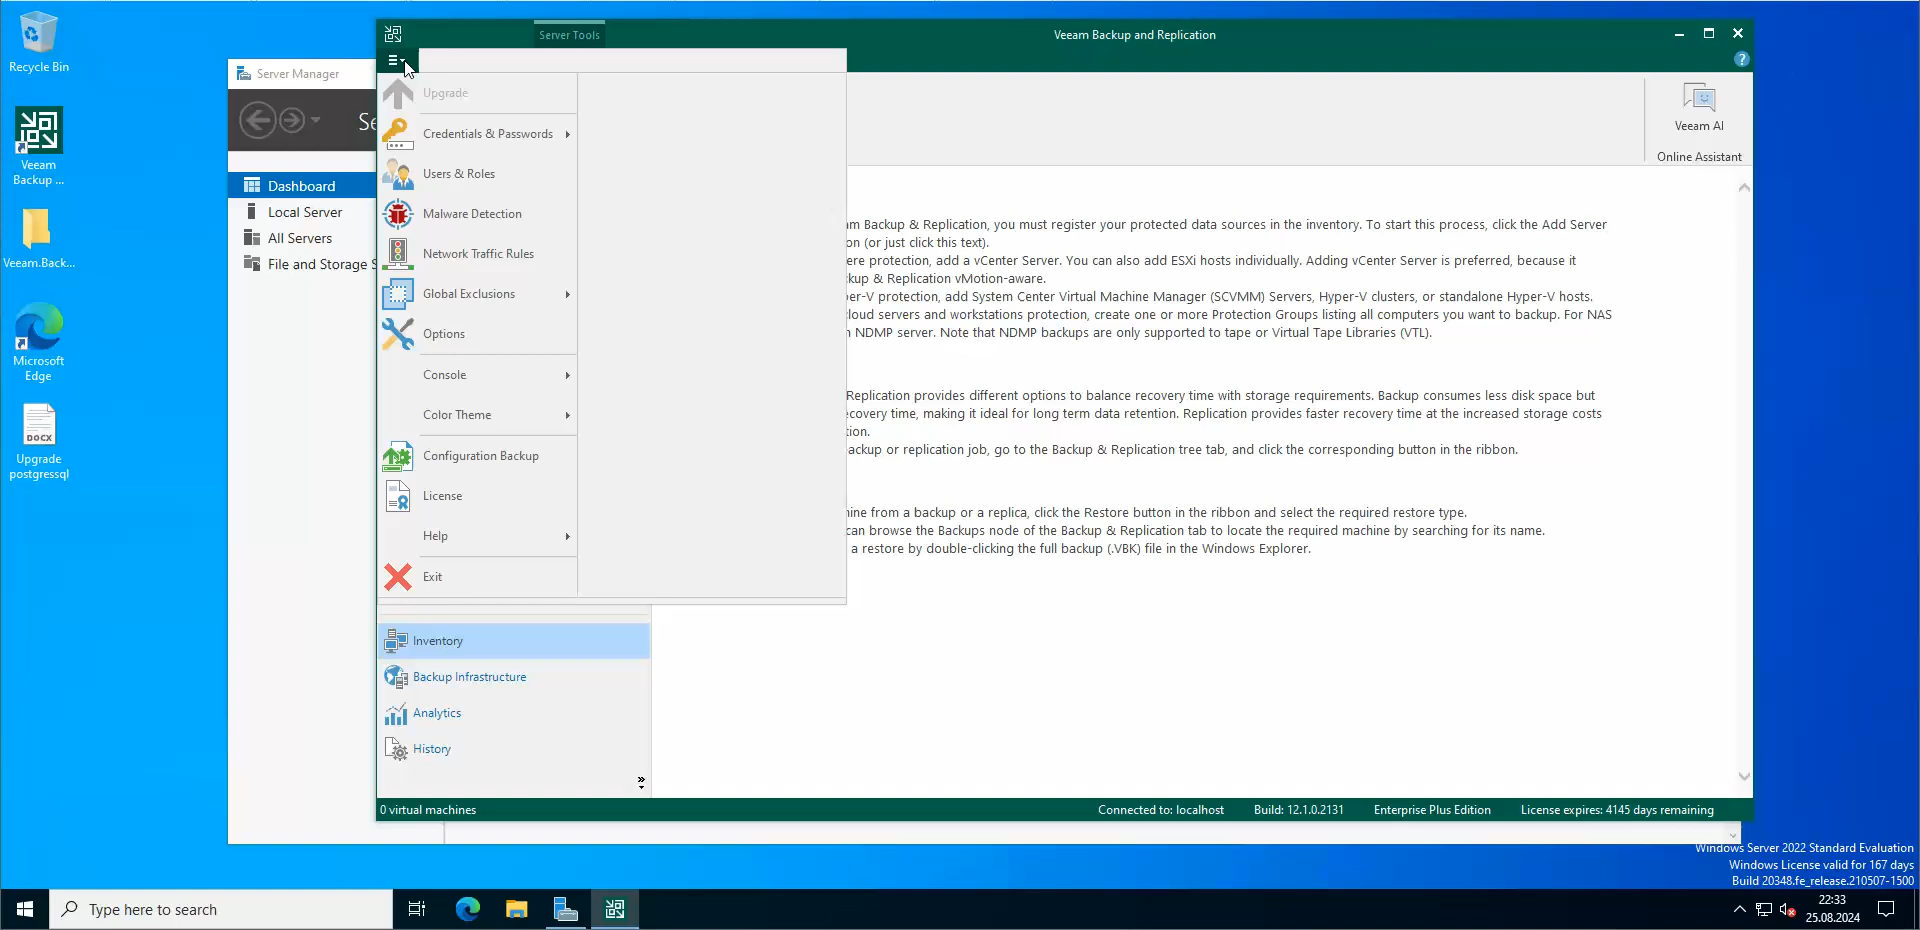 Recycle Bin
Veeam
Backup ...
Veeam.Back...
Microsoft
Edge
DOCX
Upgrade
postgressql
Server Manager
Se
Dashboard
Local Server
All Servers
File and Storage S
Server Tools
Veeam Backup and Replication
?
Upgrade
Credentials & Passwords
Users & Roles
Malware Detection
Network Traffic Rules
Global Exclusions
Options
Console
Color Theme
Configuration Backup
License
Help
Exit
Veeam AI
Online Assistant
am Backup & Replication, you must register your protected data sources in the inventory. To start this process, click the Add Server
on (or just click this text).
ere protection, add a vCenter Server. You can also add ESXi hosts individually. Adding vCenter Server is preferred, because it
kup & Replication vMotion-aware.
per-V protection, add System Center Virtual Machine Manager (SCVMM) Servers, Hyper-V clusters, or standalone Hyper-V hosts.
cloud servers and workstations protection, create one or more Protection Groups listing all computers you want to backup. For NAS
n NDMP server. Note that NDMP backups are only supported to tape or Virtual Tape Libraries (VTL).
Replication provides different options to balance recovery time with storage requirements. Backup consumes less disk space but
ecovery time, making it ideal for long term data retention. Replication provides faster recovery time at the increased storage costs
tion.
ackup or replication job, go to the Backup & Replication tree tab, and click the corresponding button in the ribbon.
ine from a backup or a replica, click the Restore button in the ribbon and select the required restore type.
can browse the Backups node of the Backup & Replication tab to locate the required machine by searching for its name.
a restore by double-clicking the full backup (.VBK) file in the Windows Explorer.
Inventory
Backup Infrastructure
Analytics
History
0 virtual machines
Connected to: localhost
Build: 12.1.0.2131
Enterprise Plus Edition
License expires: 4145 days remaining
Windows Server 2022 Standard Evaluation
Windows License valid for 167 days
Build 20348.fe_release.210507-1500
Type here to search
22:33
25.08.2024